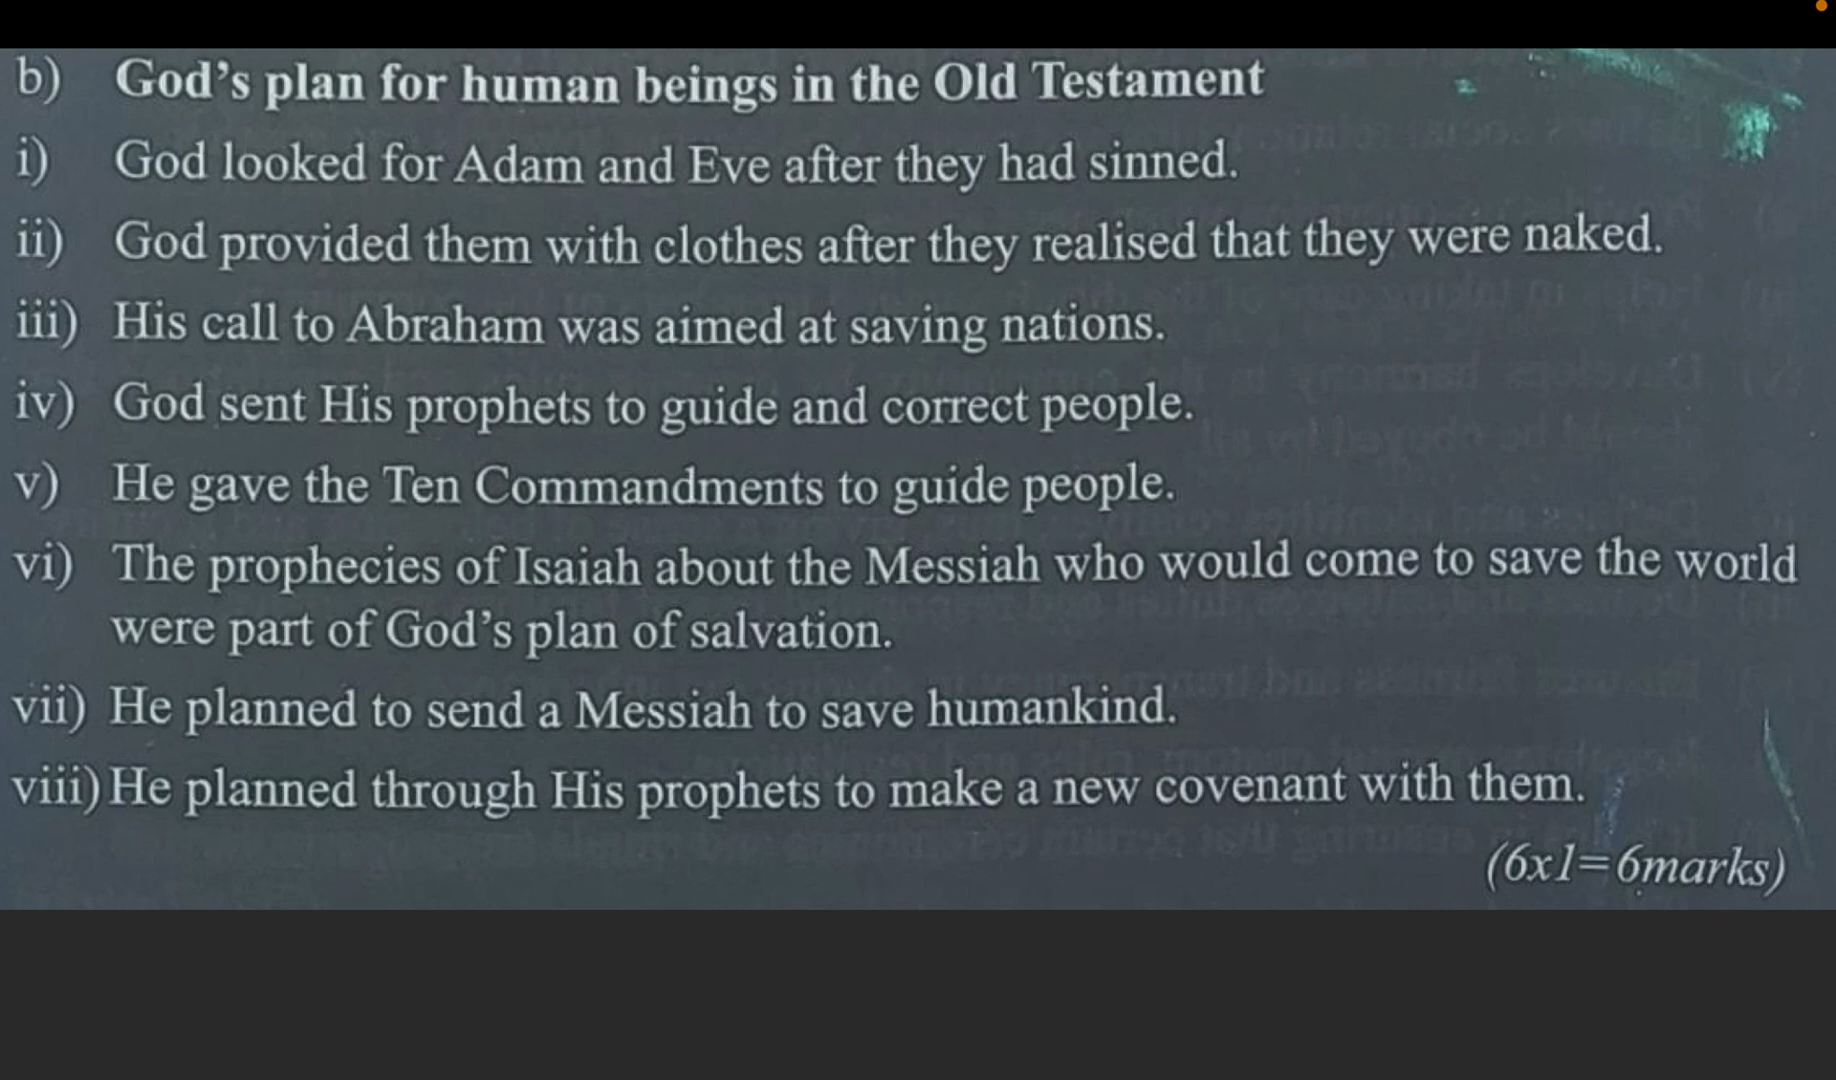 b) God's plan for human beings in the Old Testament
i) God looked for Adam and Eve after they had sinned.
ii) God provided them with clothes after they realised that they were naked.
iii) His call to Abraham was aimed at saving nations.
iv) God sent His prophets to guide and correct people.
v) He gave the Ten Commandments to guide people.
vi) The prophecies of Isaiah about the Messiah who would come to save the world
were part of God's plan of salvation.
vii) He planned to send a Messiah to save humankind.
viii) He planned through His prophets to make a new covenant with them.
(6x1=6marks)